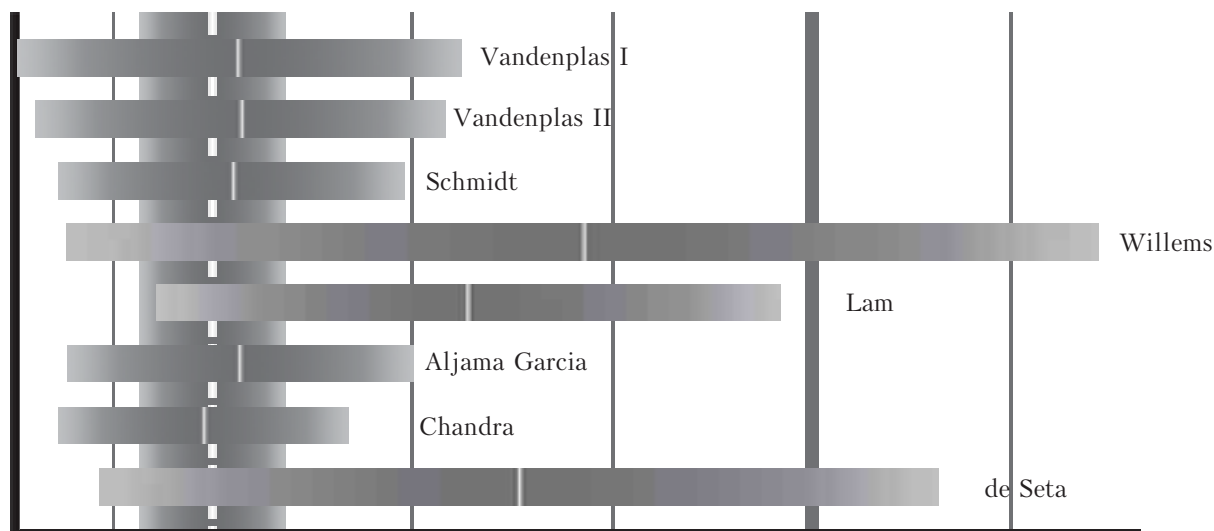 Vandenplas I
Vandenplas II
Schmidt
Willems
Lam
Aljama Garcia
Chandra
de Seta